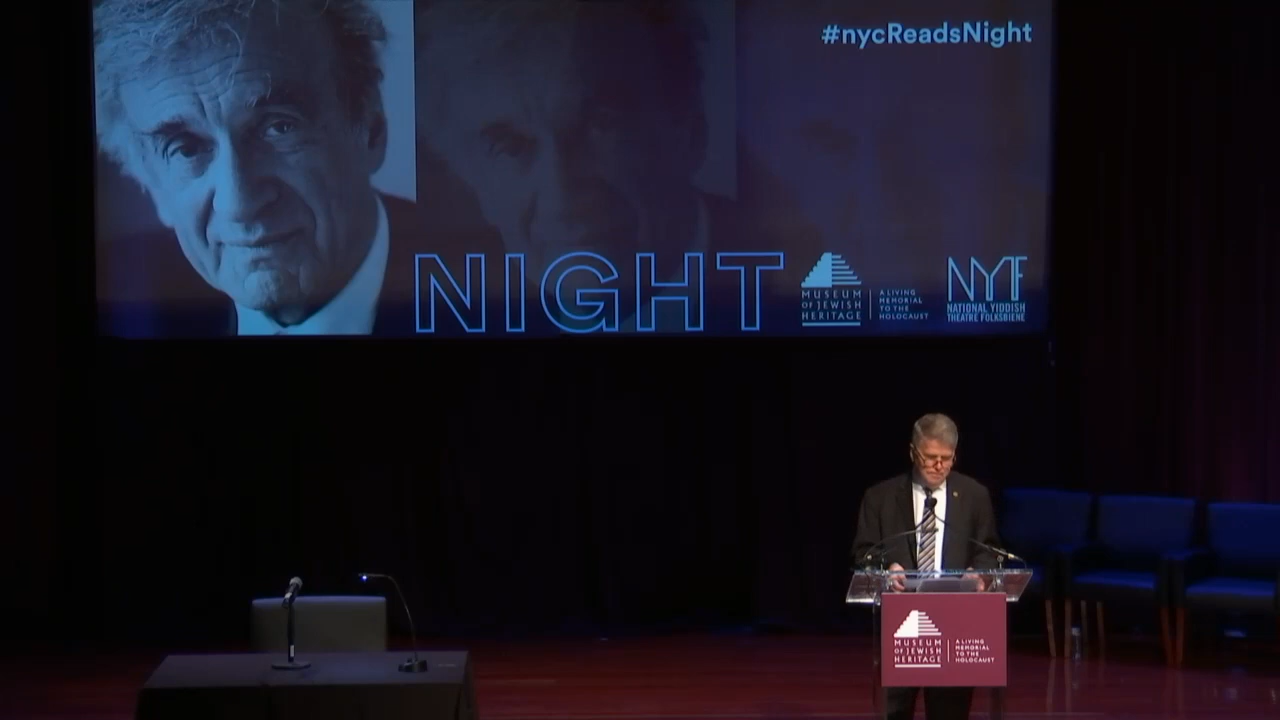 #nycReadsNight
NIGHT
MUSEUM
OF JEWISH
HERITAGE
A LIVING
MEMORIAL
TO THE
HOLOCAUST
NYTF
NATIONAL YIDDISH
THEATRE FOLKSBIENE
MUSEUM
OF JEWISH
HERITAGE
A LIVING
MEMORIAL
TO THE
HOLOCAUST